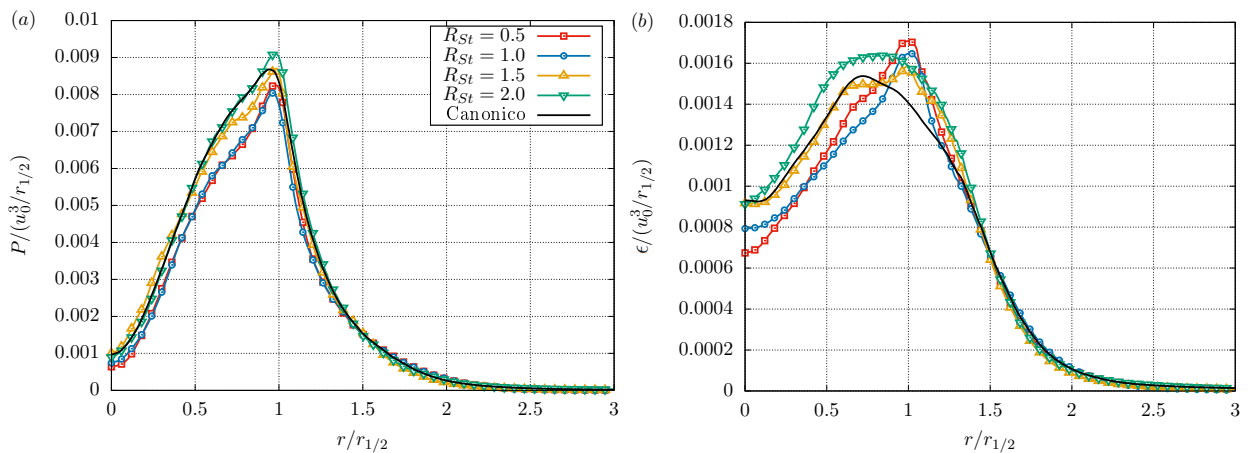 (a)
0.01
0.009
0.008
0.007
0.006
0.005
0.004
0.003
0.002
0.001
0
P/(u_0^3/r_{1/2})
0 0.5 1 1.5 2 2.5 3
r/r_{1/2}
R_{St} = 0.5
R_{St} = 1.0
R_{St} = 1.5
R_{St} = 2.0
Canonico
(b)
0.0018
0.0016
0.0014
0.0012
0.001
0.0008
0.0006
0.0004
0.0002
0
ϵ/(u_0^3/r_{1/2})
0 0.5 1 1.5 2 2.5 3
r/r_{1/2}